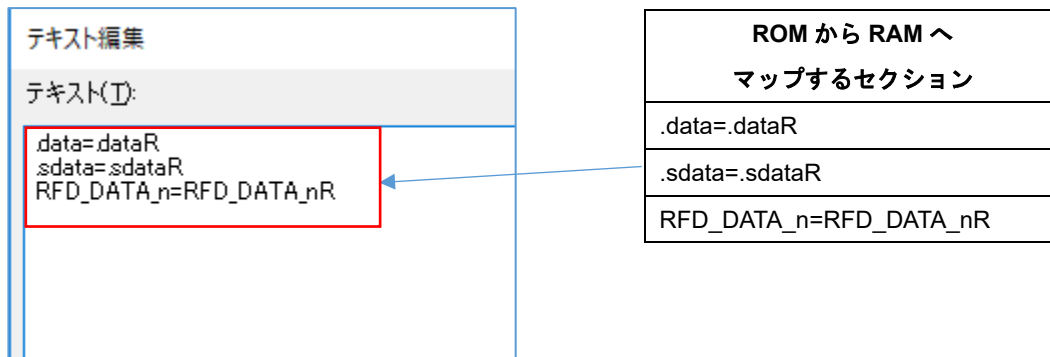 テキスト編集
テキスト(T):
.data=.dataR
.sdata=.sdataR
RFD_DATA_n=RFD_DATA_nR
ROM から RAM へ
マップするセクション
.data=.dataR
.sdata=.sdataR
RFD_DATA_n=RFD_DATA_nR